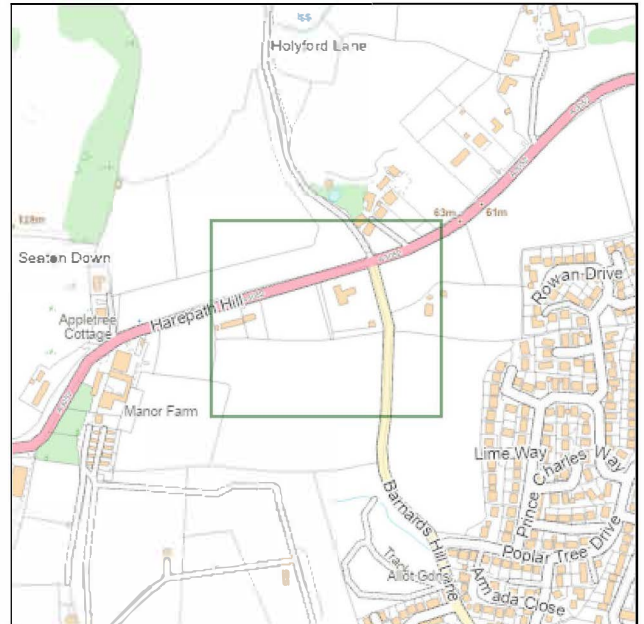 Holyford Lane
119m
Seaton Down
63m
61m
Rowan Drive
Harepath Hill
Appletree
Cottage
Manor Farm
Lime Way
Prince Charles Way
Barnards Hill Lane
Poplar Tree Drive
Track
Allot Gdns
Armada Close